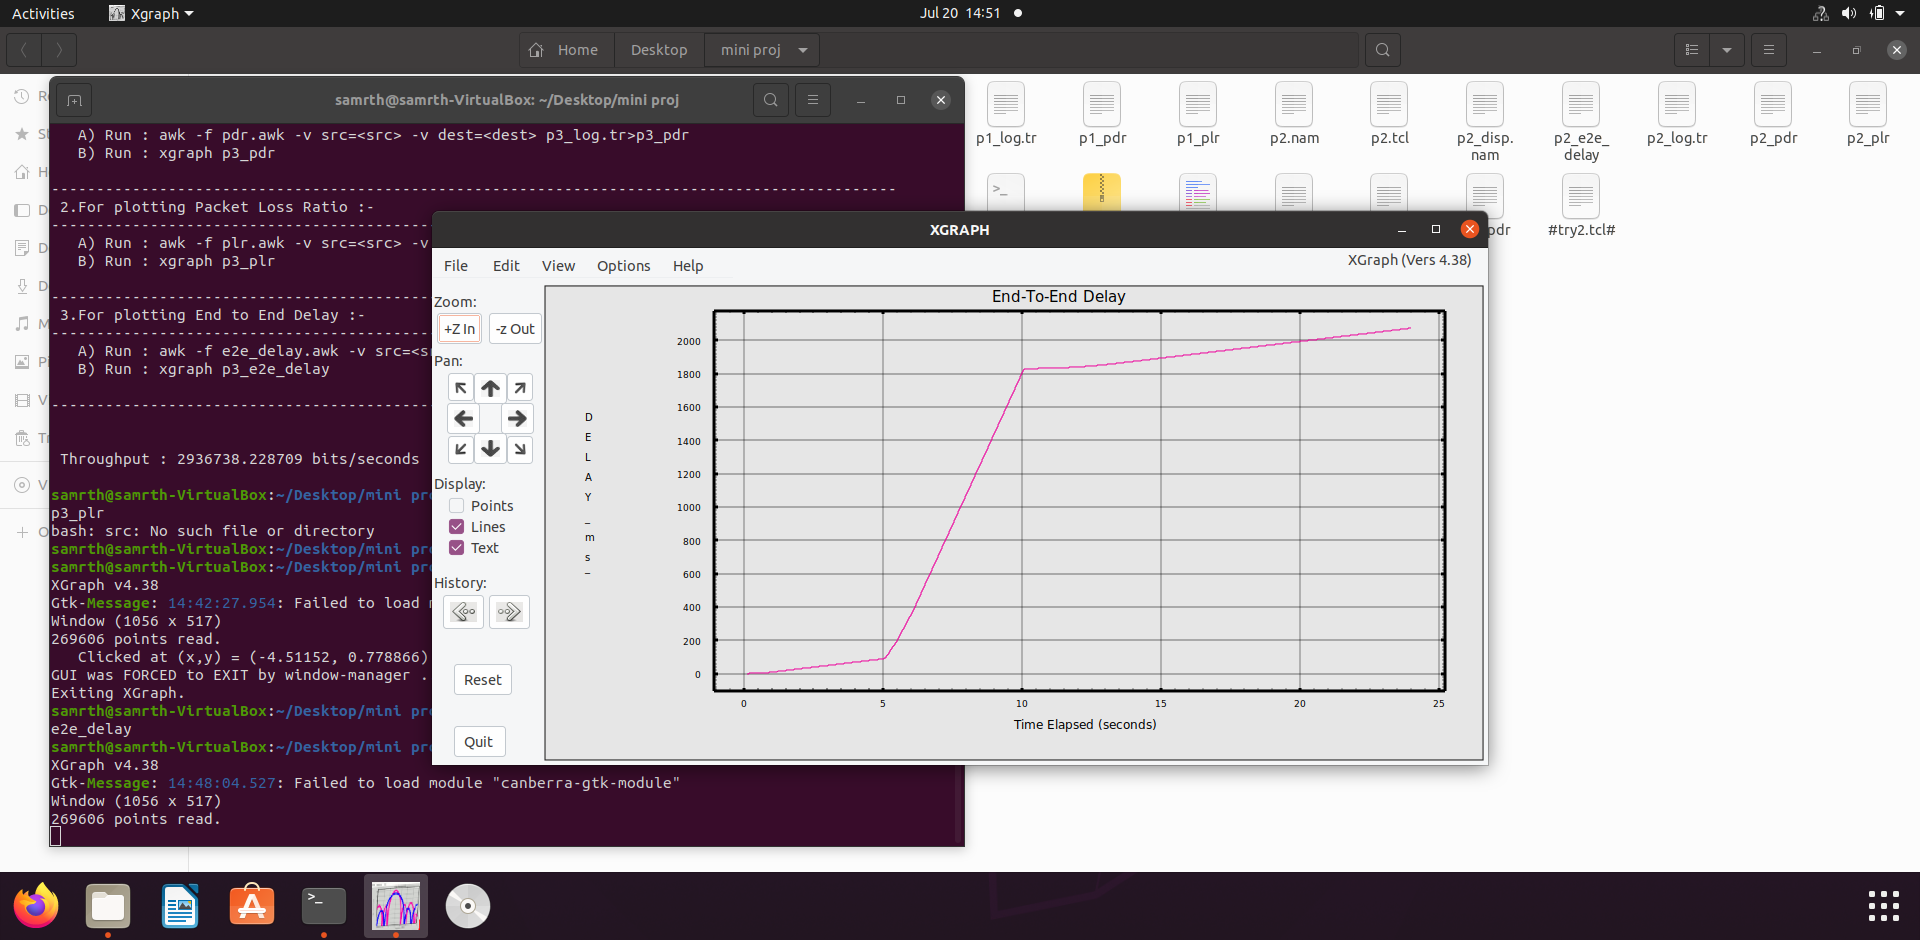 Activities
Xgraph
Jul 20 14:51
Home
Desktop
mini proj
samrth@samrth-VirtualBox: ~/Desktop/mini proj
A) Run : awk -f pdr.awk -v src=<src> -v dest=<dest> p3_log.tr>p3_pdr
B) Run : xgraph p3_pdr
----------------------------------------------------------------------------------------------
2.For plotting Packet Loss Ratio :-
A) Run : awk -f plr.awk -v src=<src> -v
B) Run : xgraph p3_plr
3.For plotting End to End Delay :-
A) Run : awk -f e2e_delay.awk -v src=<s
B) Run : xgraph p3_e2e_delay
Throughput : 2936738.228709 bits/seconds
samrth@samrth-VirtualBox:~/Desktop/mini pr
p3_plr
bash: src: No such file or directory
samrth@samrth-VirtualBox:~/Desktop/mini pr
samrth@samrth-VirtualBox:~/Desktop/mini pr
XGraph v4.38
Gtk-Message: 14:42:27.954: Failed to load
Window (1056 x 517)
269606 points read.
Clicked at (x,y) = (-4.51152, 0.778866)
GUI was FORCED to EXIT by window-manager .
Exiting XGraph.
samrth@samrth-VirtualBox:~/Desktop/mini pr
e2e_delay
samrth@samrth-VirtualBox:~/Desktop/mini pr
XGraph v4.38
Gtk-Message: 14:48:04.527: Failed to load module "canberra-gtk-module"
Window (1056 x 517)
269606 points read.
p1_log.tr
p1_pdr
p1_plr
p2.nam
p2.tcl
p2_disp.
nam
p2_e2e_
delay
p2_log.tr
p2_pdr
p2_plr
pdr
#try2.tcl#
XGRAPH
File Edit View Options Help
XGraph (Vers 4.38)
Zoom:
+Z In
-z Out
Pan:
Display:
Points
Lines
Text
History:
Reset
Quit
End-To-End Delay
D
E
L
A
Y
_
m
s
_
2000
1800
1600
1400
1200
1000
800
600
400
200
0
0 5 10 15 20 25
Time Elapsed (seconds)